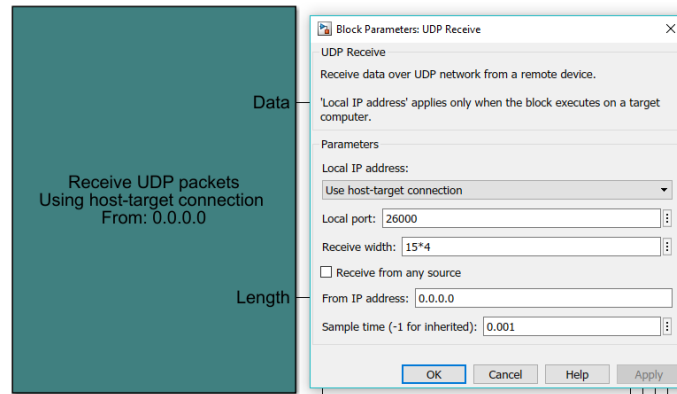 Receive UDP packets
Using host-target connection
From: 0.0.0.0
Data
Length
Block Parameters: UDP Receive
UDP Receive
Receive data over UDP network from a remote device.
'Local IP address' applies only when the block executes on a target
computer.
Parameters
Local IP address:
Use host-target connection
Local port: 26000
Receive width: 15*4
Receive from any source
From IP address: 0.0.0.0
Sample time (-1 for inherited): 0.001
OK Cancel Help Apply